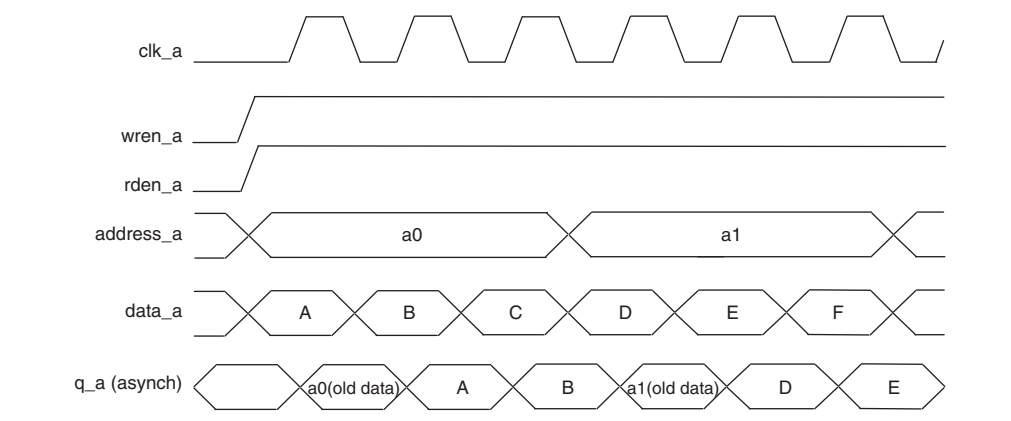 clk_a
wren_a
rden_a
address_a a0 a1
data_a A B C D E F
q_a (asynch) a0(old data) A B a1(old data) D E